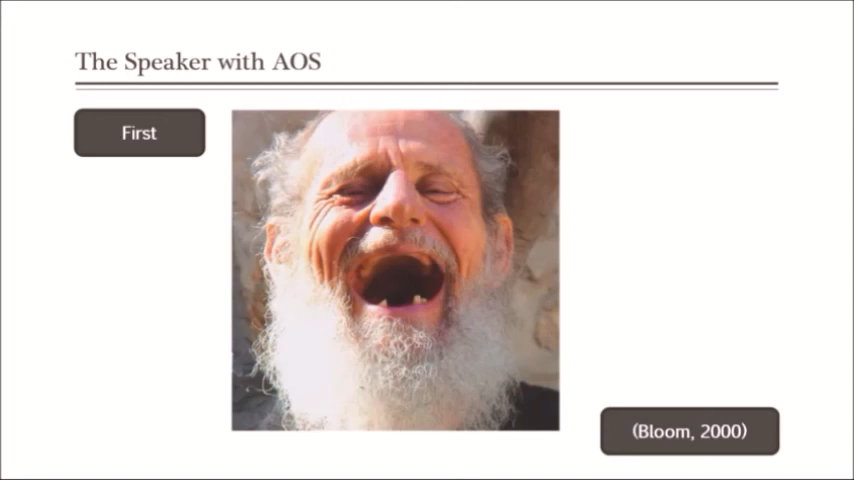 The Speaker with AOS
First
(Bloom, 2000)